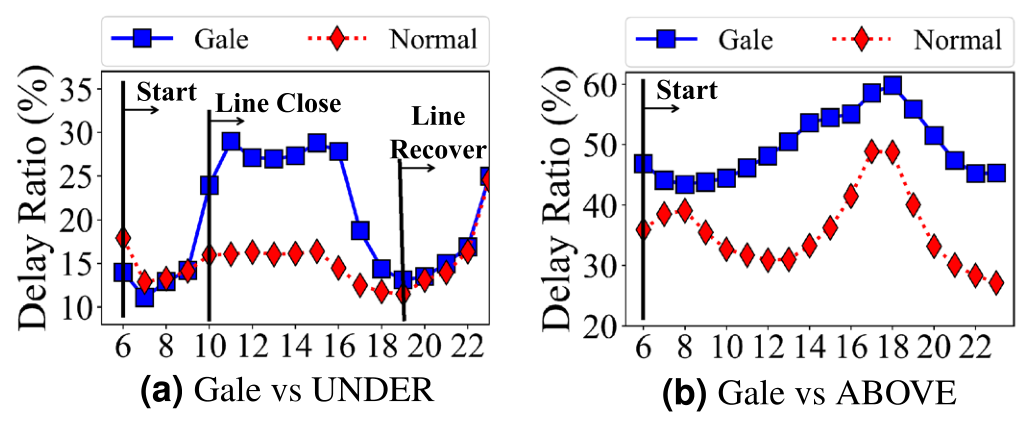 Gale Normal
Delay Ratio (%)
35
30
25
20
15
10
Start
Line Close
Line
Recover
6 8 10 12 14 16 18 20 22
(a) Gale vs UNDER
Gale Normal
Delay Ratio (%)
60
50
40
30
20
Start
6 8 10 12 14 16 18 20 22
(b) Gale vs ABOVE